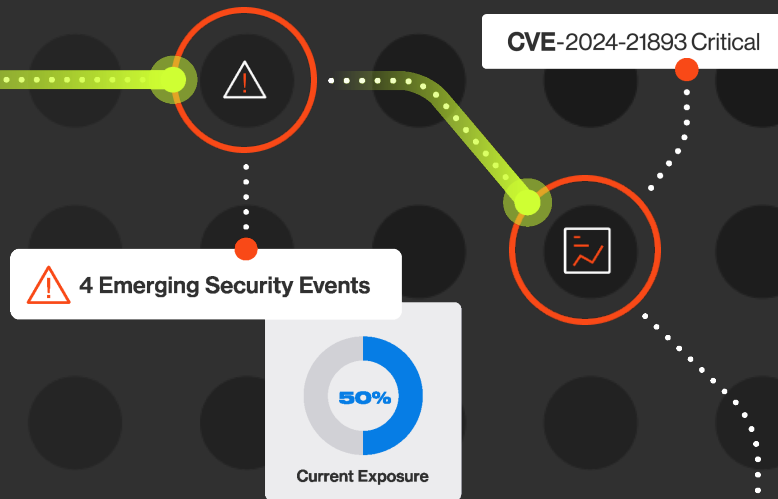 CVE-2024-21893 Critical
4 Emerging Security Events
50%
Current Exposure